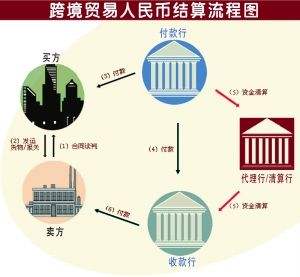 跨境贸易人民币结算流程图
买方
付款行
(3) 付款
(5) 资金清算
(2) 发运
货物/报关
(1) 合同谈判
(4) 付款
代理行/清算行
(5) 资金清算
(6) 付款
卖方
收款行